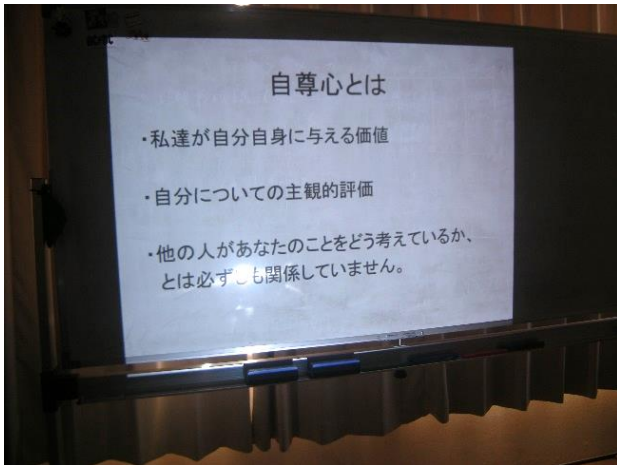 自尊心とは
・私達が自分自身に与える価値
・自分についての主観的評価
・他の人があなたのことをどう考えているか、
とは必ずしも関係していません。